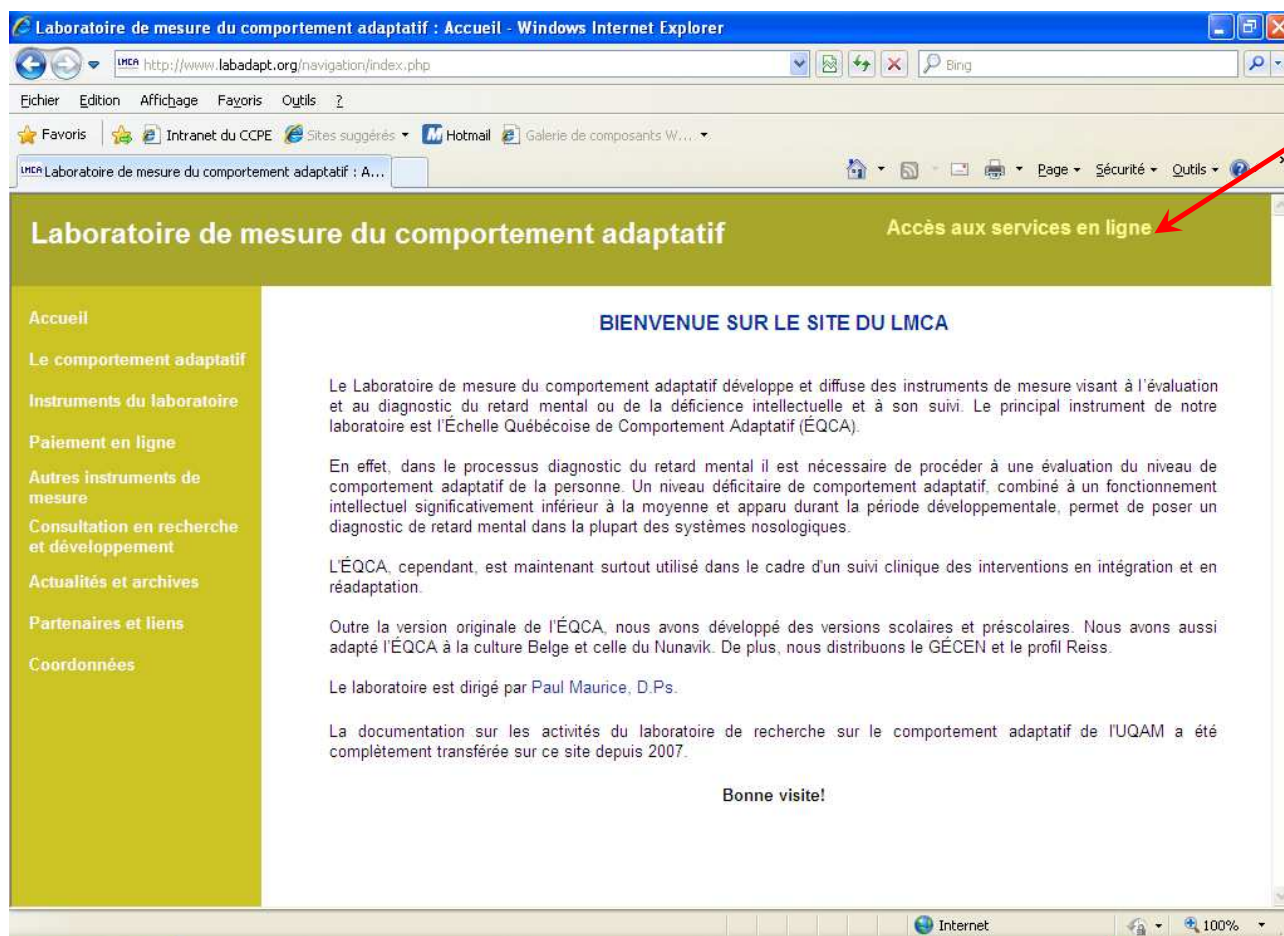 Laboratoire de mesure du comportement adaptatif : Accueil - Windows Internet Explorer
LMCA http://www.labadapt.org/navigation/index.php
Bing
Fichier Edition Affichage Favoris Outils ?
Favoris Intranet du CCPE Sites suggérés Hotmail Galerie de composants W...
LMCA Laboratoire de mesure du comportement adaptatif : A...
Page Sécurité Outils
Laboratoire de mesure du comportement adaptatif
Accès aux services en ligne
Accueil
Le comportement adaptatif
Instruments du laboratoire
Paiement en ligne
Autres instruments de
mesure
Consultation en recherche
et développement
Actualités et archives
Partenaires et liens
Coordonnées
BIENVENUE SUR LE SITE DU LMCA
Le Laboratoire de mesure du comportement adaptatif développe et diffuse des instruments de mesure visant à l'évaluation
et au diagnostic du retard mental ou de la déficience intellectuelle et à son suivi. Le principal instrument de notre
laboratoire est l'Échelle Québécoise de Comportement Adaptatif (ÉQCA).
En effet, dans le processus diagnostic du retard mental il est nécessaire de procéder à une évaluation du niveau de
comportement adaptatif de la personne. Un niveau déficitaire de comportement adaptatif, combiné à un fonctionnement
intellectuel significativement inférieur à la moyenne et apparu durant la période développementale, permet de poser un
diagnostic de retard mental dans la plupart des systèmes nosologiques.
L'ÉQCA, cependant, est maintenant surtout utilisé dans le cadre d'un suivi clinique des interventions en intégration et en
réadaptation.
Outre la version originale de l'ÉQCA, nous avons développé des versions scolaires et préscolaires. Nous avons aussi
adapté l'ÉQCA à la culture Belge et celle du Nunavik. De plus, nous distribuons le GÉCEN et le profil Reiss.
Le laboratoire est dirigé par Paul Maurice, D.Ps.
La documentation sur les activités du laboratoire de recherche sur le comportement adaptatif de l'UQAM a été
complètement transférée sur ce site depuis 2007.
Bonne visite!
Internet
100%